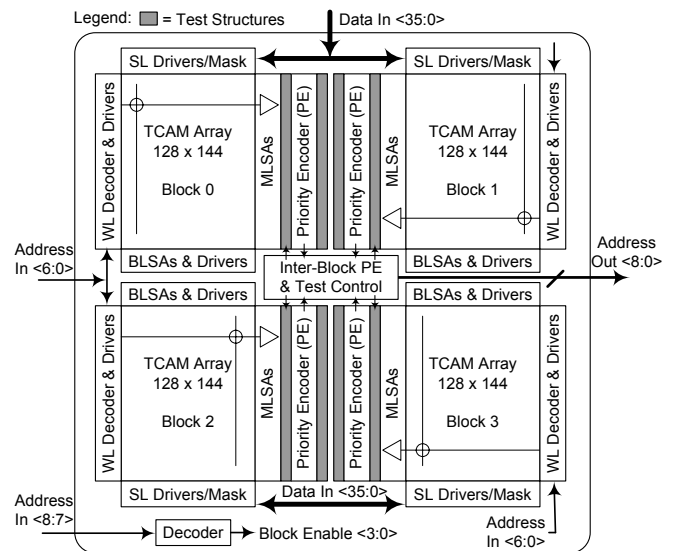 Legend: = Test Structures
Data In <35:0>
SL Drivers/Mask
SL Drivers/Mask
WL Decoder & Drivers
TCAM Array
128 x 144
Block 0
MLSAs
Priority Encoder (PE)
Priority Encoder (PE)
MLSAs
TCAM Array
128 x 144
Block 1
WL Decoder & Drivers
Address
In <6:0>
BLSAs & Drivers
Inter-Block PE
& Test Control
BLSAs & Drivers
Address
Out <8:0>
BLSAs & Drivers
BLSAs & Drivers
WL Decoder & Drivers
TCAM Array
128 x 144
Block 2
MLSAs
Priority Encoder (PE)
Priority Encoder (PE)
MLSAs
TCAM Array
128 x 144
Block 3
WL Decoder & Drivers
SL Drivers/Mask
Data In <35:0>
SL Drivers/Mask
Address
In <8:7>
Decoder
Block Enable <3:0>
Address
In <6:0>